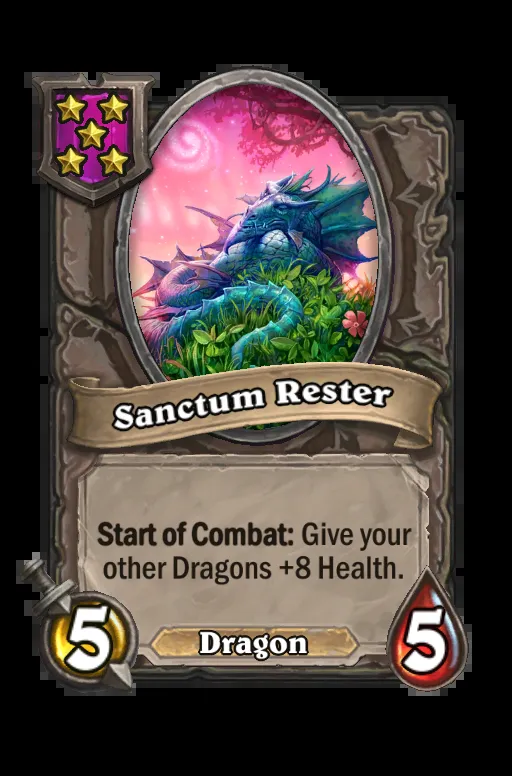 Sanctum Rester
Start of Combat: Give your
other Dragons +8 Health.
5
Dragon
5